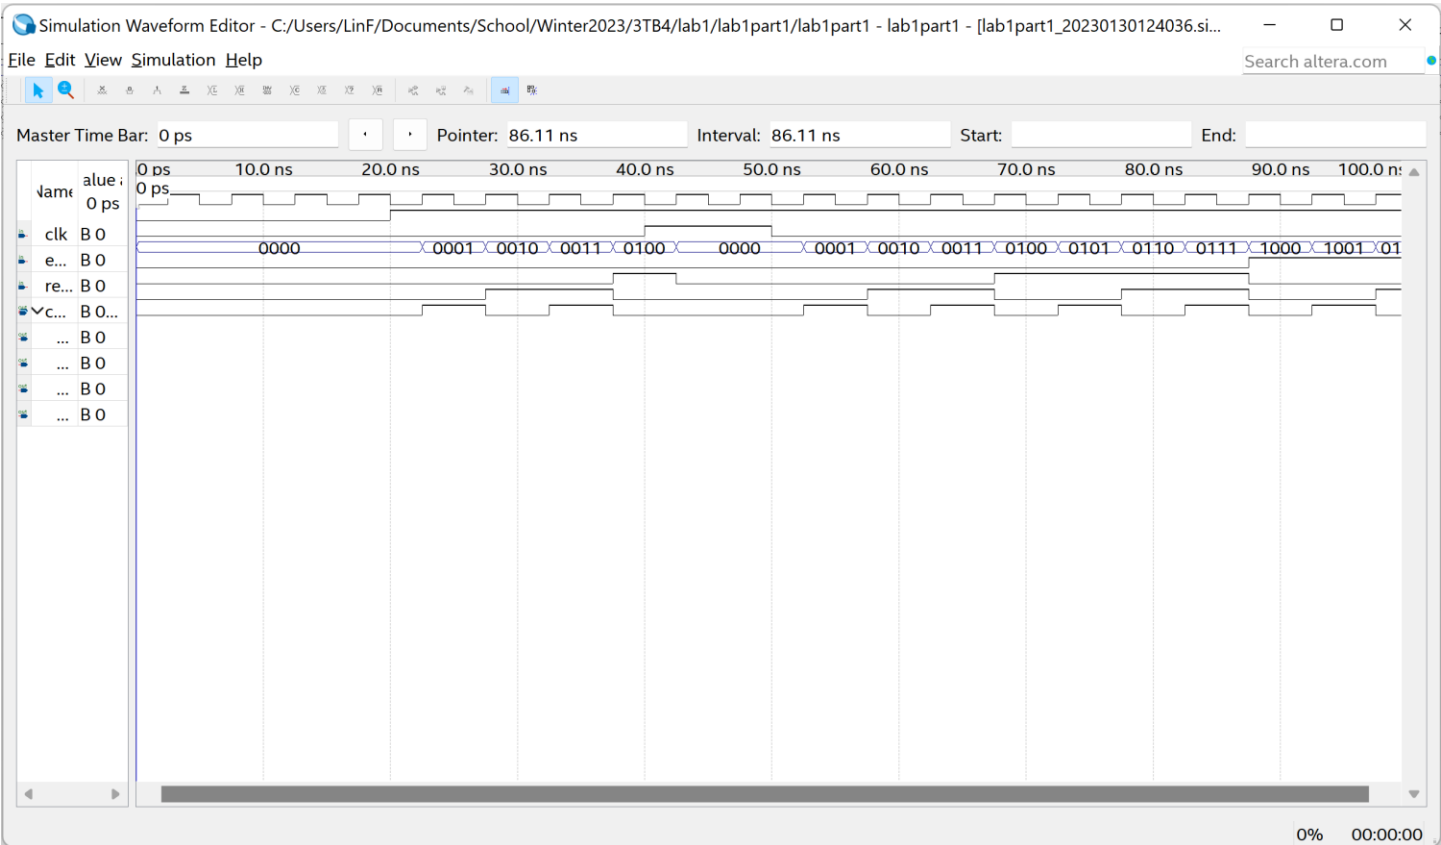 Simulation Waveform Editor - C:/Users/LinF/Documents/School/Winter2023/3TB4/lab1/lab1part1/lab1part1 - lab1part1 - [lab1part1_20230130124036.si...
File Edit View Simulation Help
Search altera.com
Master Time Bar: 0 ps Pointer: 86.11 ns Interval: 86.11 ns Start: End:
0 ps 10.0 ns 20.0 ns 30.0 ns 40.0 ns 50.0 ns 60.0 ns 70.0 ns 80.0 ns 90.0 ns 100.0 ns
Name alue a
0 ps 0 ps
clk B 0
0000 0001 0010 0011 0100 0000 0001 0010 0011 0100 0101 0110 0111 1000 1001 01
e... B 0
re... B 0
c... B 0...
... B 0
... B 0
... B 0
... B 0
0% 00:00:00